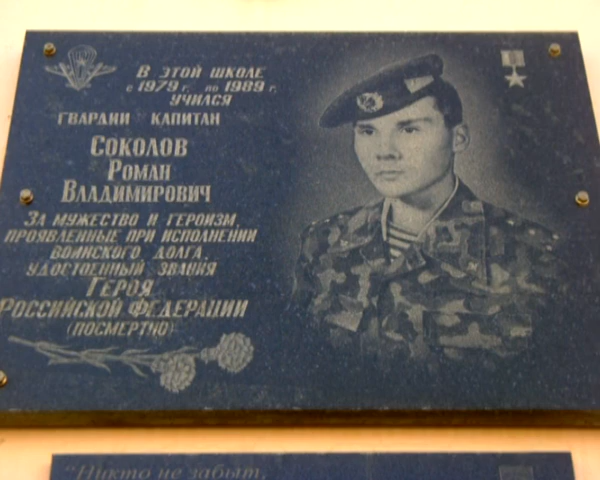 В ЭТОЙ ШКОЛЕ
с 1979 г. по 1989 г.
УЧИЛСЯ
ГВАРДИИ КАПИТАН
СОКОЛОВ
РОМАН
ВЛАДИМИРОВИЧ
ЗА МУЖЕСТВО И ГЕРОИЗМ,
ПРОЯВЛЕННЫЕ ПРИ ИСПОЛНЕНИИ
ВОИНСКОГО ДОЛГА,
УДОСТОЕННЫЙ ЗВАНИЯ
ГЕРОЯ
РОССИЙСКОЙ ФЕДЕРАЦИИ
(ПОСМЕРТНО)
"Никто не забыт,